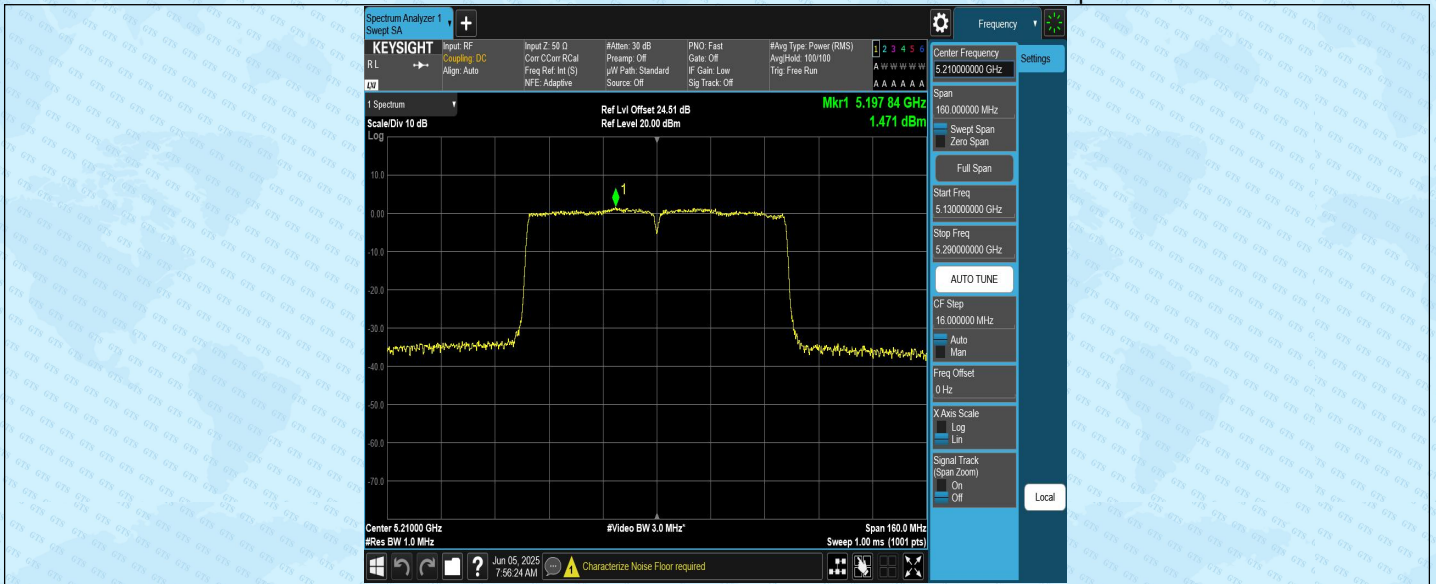 Spectrum Analyzer 1
Swept SA
+
Frequency
KEYSIGHT
RL
LXI
Input: RF
Coupling: DC
Align: Auto
Input Z: 50 Ω
Corr CCorr RCal
Freq Ref: Int (S)
NFE: Adaptive
#Atten: 30 dB
Preamp: Off
µW Path: Standard
Source: Off
PNO: Fast
Gate: Off
IF Gain: Low
Sig Track: Off
#Avg Type: Power (RMS)
Avg|Hold: 100/100
Trig: Free Run
1 2 3 4 5 6
A W W W W W
A A A A A A
1 Spectrum
Scale/Div 10 dB
Ref Lvl Offset 24.51 dB
Ref Level 20.00 dBm
Mkr1 5.197 84 GHz
1.471 dBm
Log
10.0
0.00
-10.0
-20.0
-30.0
-40.0
-50.0
-60.0
-70.0
1
Center 5.21000 GHz
#Res BW 1.0 MHz
#Video BW 3.0 MHz*
Span 160.0 MHz
Sweep 1.00 ms (1001 pts)
Center Frequency
5.210000000 GHz
Settings
Span
160.000000 MHz
Swept Span
Zero Span
Full Span
Start Freq
5.130000000 GHz
Stop Freq
5.290000000 GHz
AUTO TUNE
CF Step
16.000000 MHz
Auto
Man
Freq Offset
0 Hz
X Axis Scale
Log
Lin
Signal Track
(Span Zoom)
On
Off
Local
?
Jun 05, 2025
7:56:24 AM
Characterize Noise Floor required
GTS